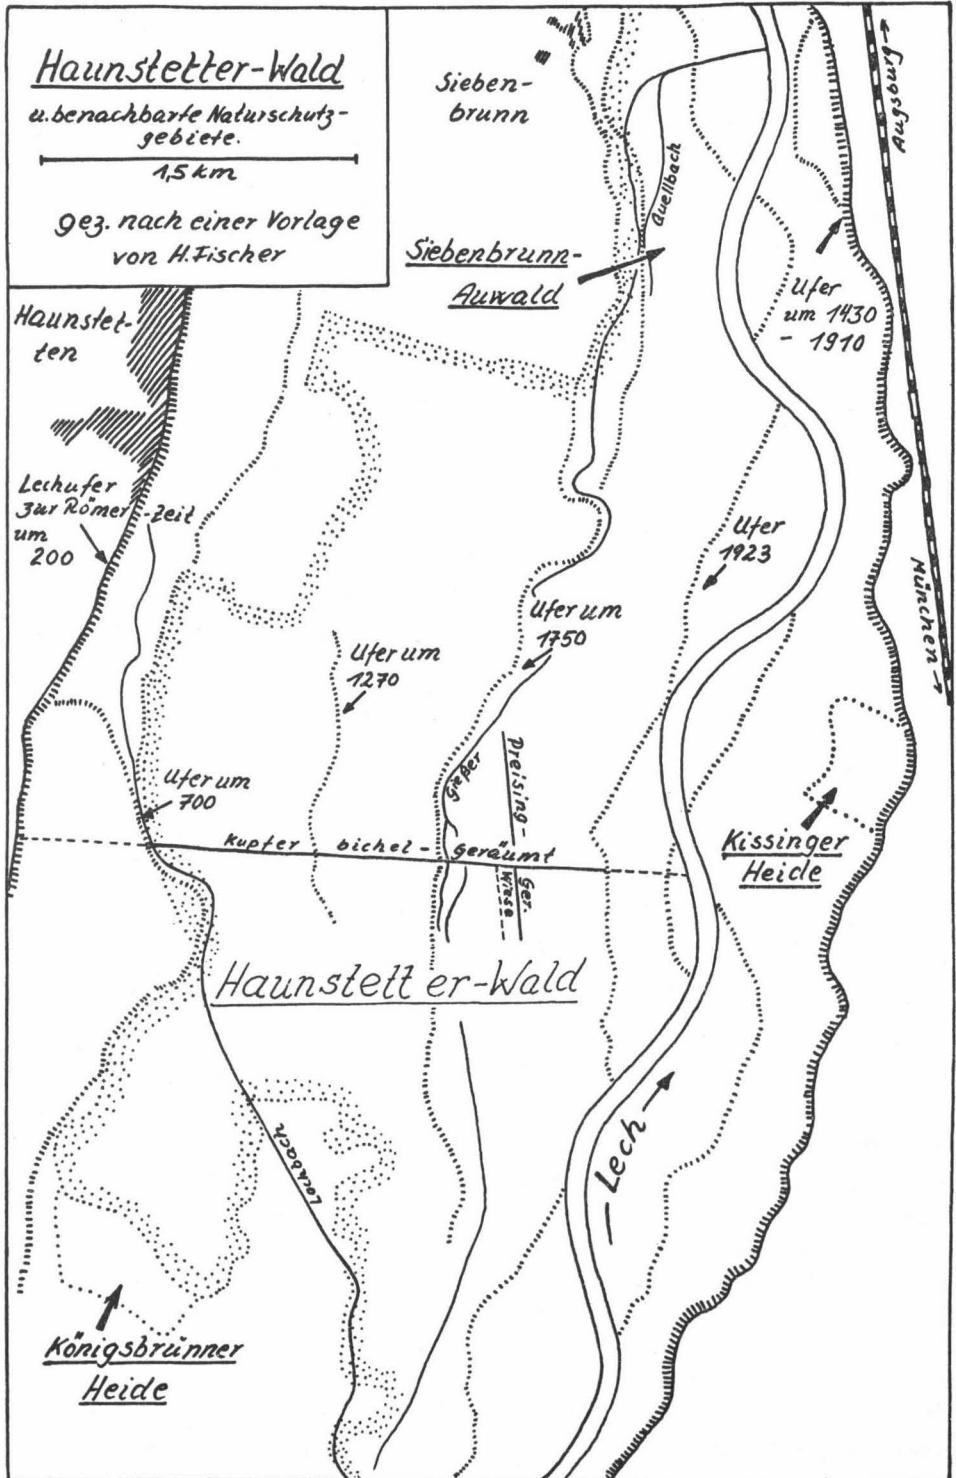 Haunstetter-Wald
u. benachbarte Naturschutz-
gebiete.
1,5 km
gez. nach einer Vorlage
von H. Fischer
Sieben-
brunn
Augsburg →
Quellbach
Siebenbrunn-
Auwald
Ufer
um 1430
- 1910
Haunstet-
ten
Lechufer
zur Römer-Zeit
um
200
Ufer
1923
München →
Ufer um
1750
Ufer um
1270
Ufer um
700
Gießer
Preising-
Kupfer bichel-geräumt
Ger.
Wiese
Kissinger
Heide
Haunstett er-Wald
Lochbach
Lech
Königsbrunner
Heide